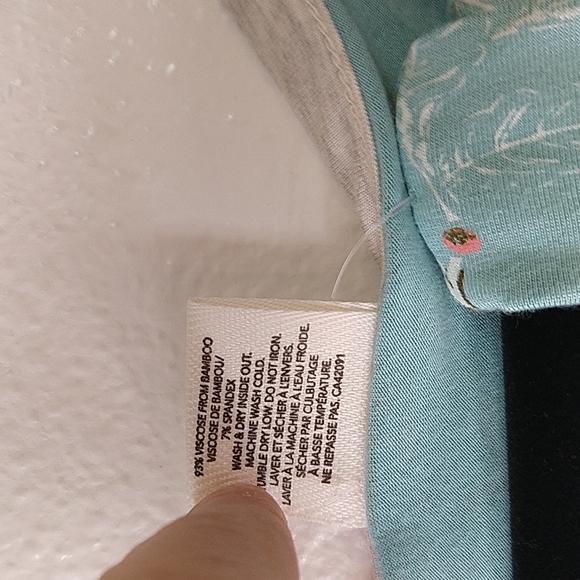 93% VISCOSE FROM BAMBOO
VISCOSE DE BAMBOU/
7% SPANDEX
WASH & DRY INSIDE OUT.
MACHINE WASH COLD.
UMBLE DRY LOW. DO NOT IRON.
LAVER ET SÉCHER À L'ENVERS.
LAVER À LA MACHINE À L'EAU FROIDE.
SÉCHER PAR CULBUTAGE
À BASSE TEMPÉRATURE.
NE REPASSE PAS. CA42091